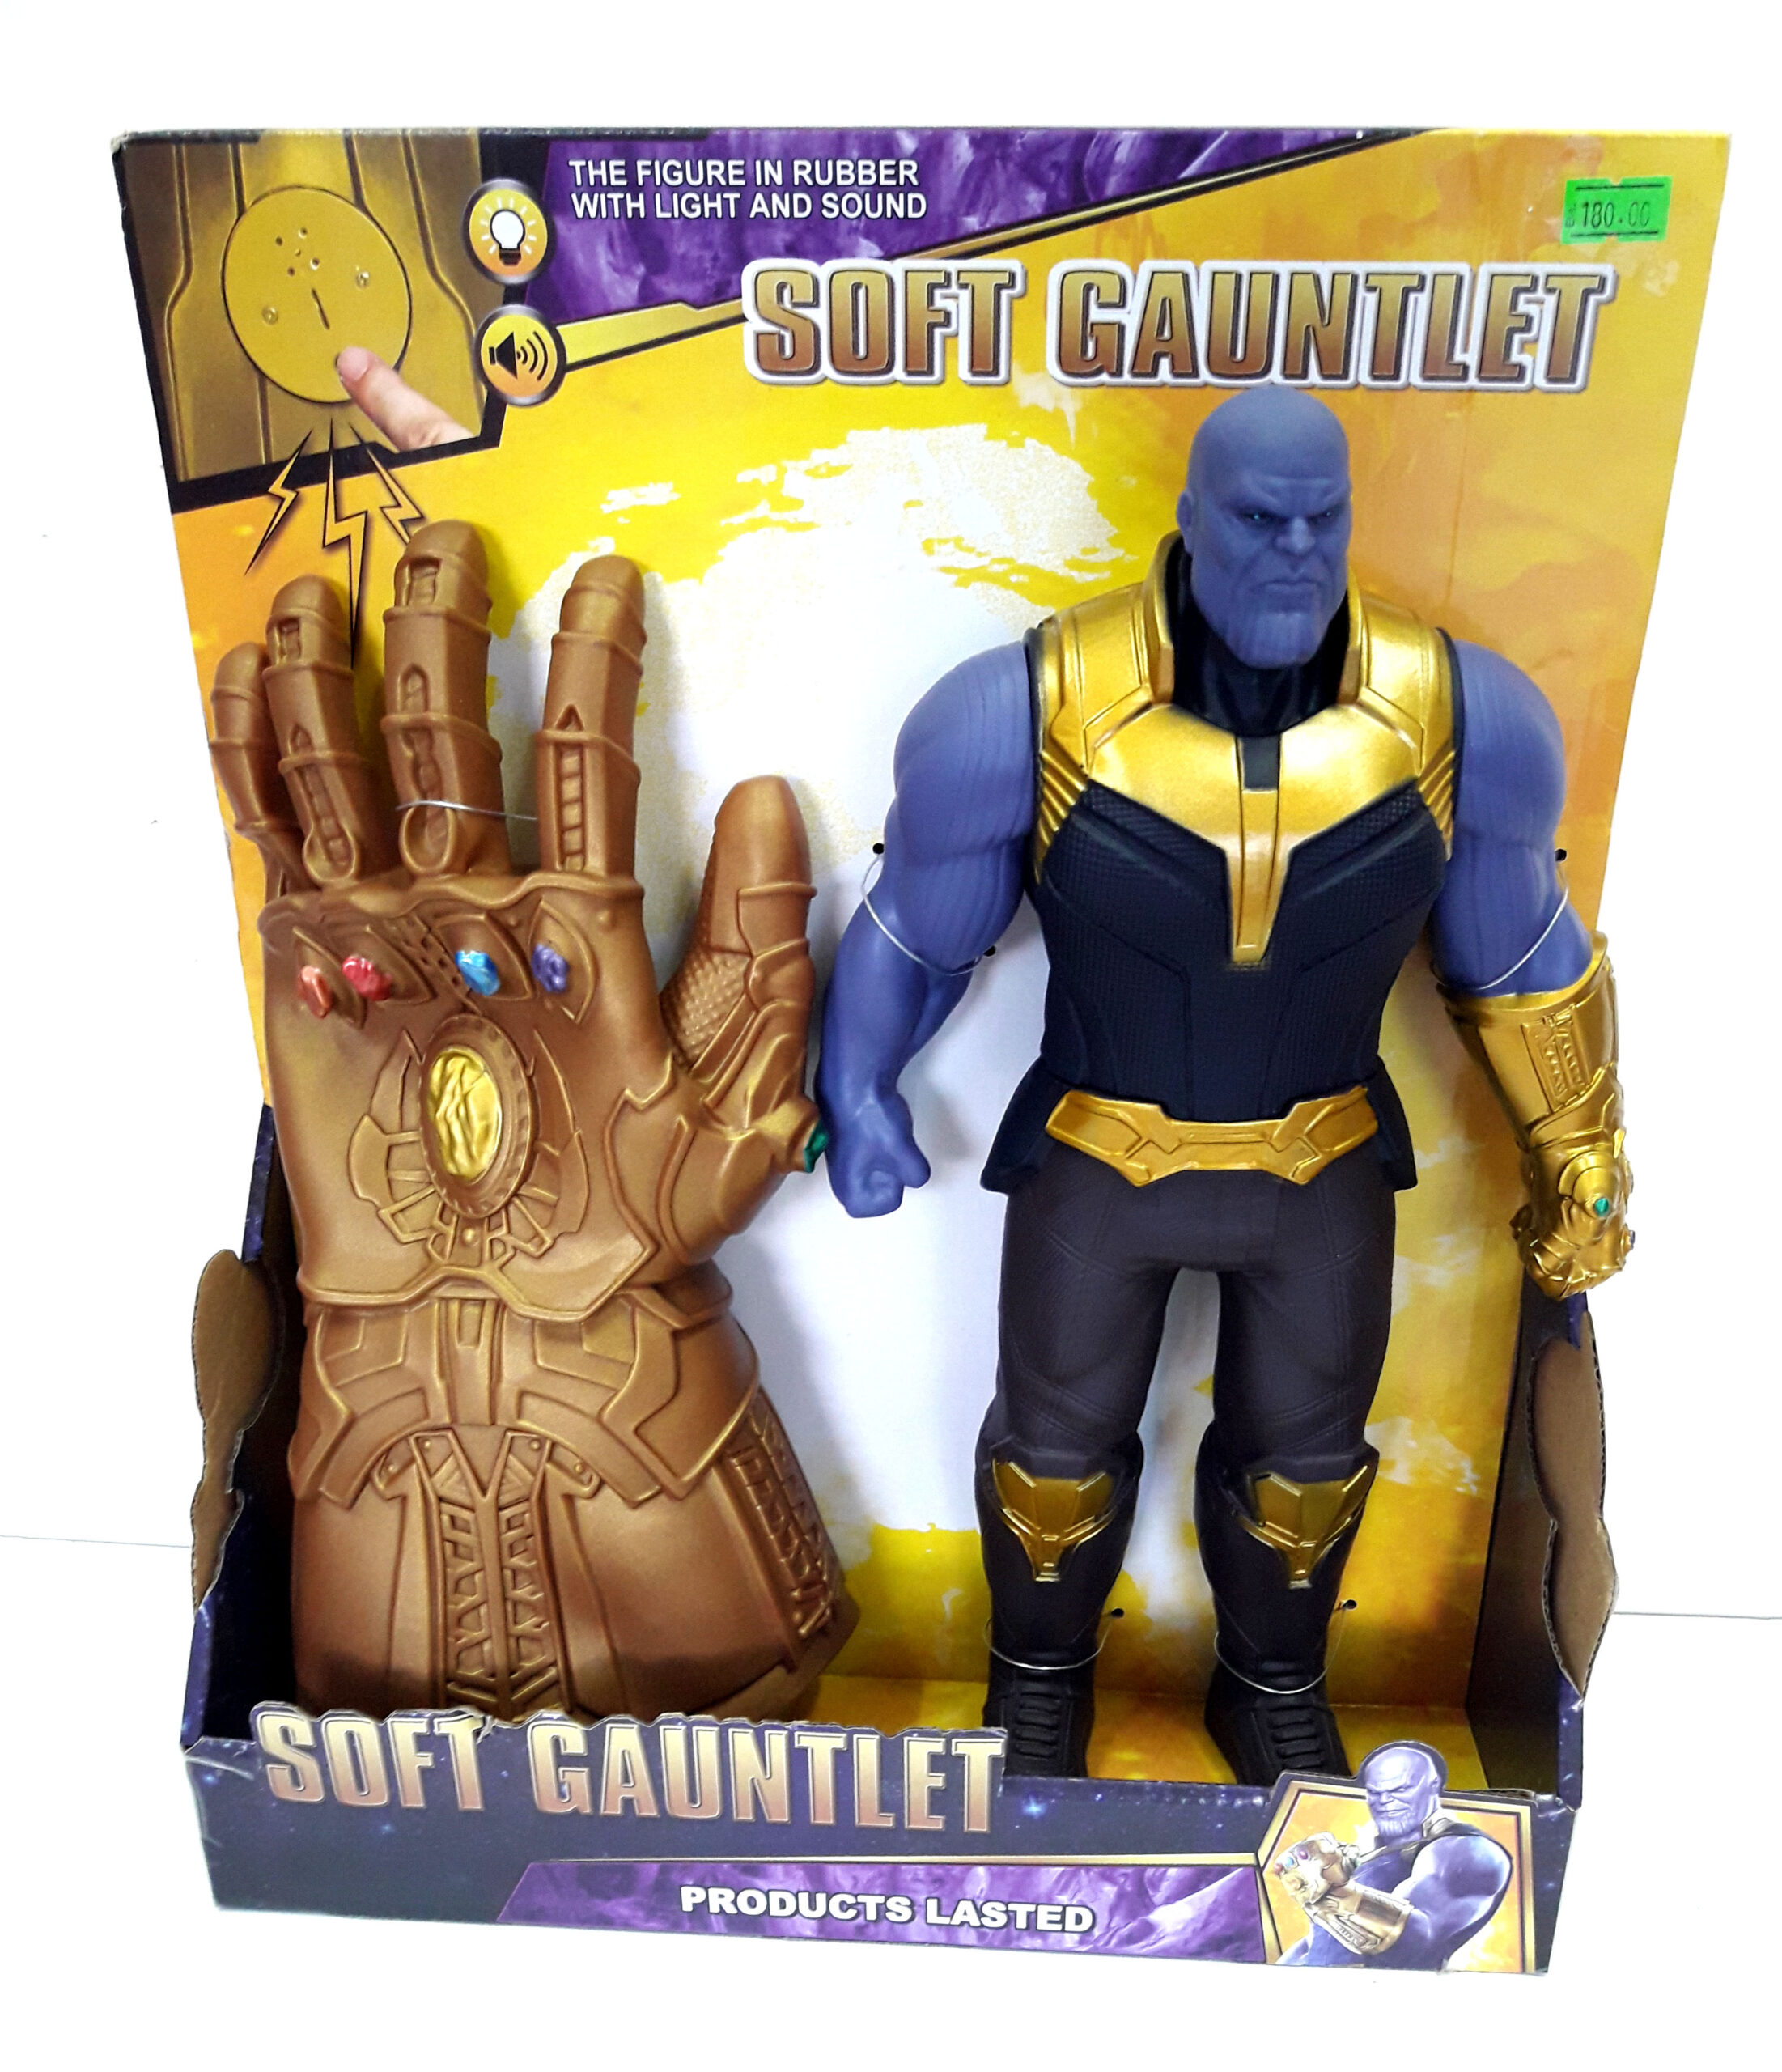 THE FIGURE IN RUBBER
WITH LIGHT AND SOUND
180.00
SOFT GAUNTLET
SOFT GAUNTLET
PRODUCTS LASTED